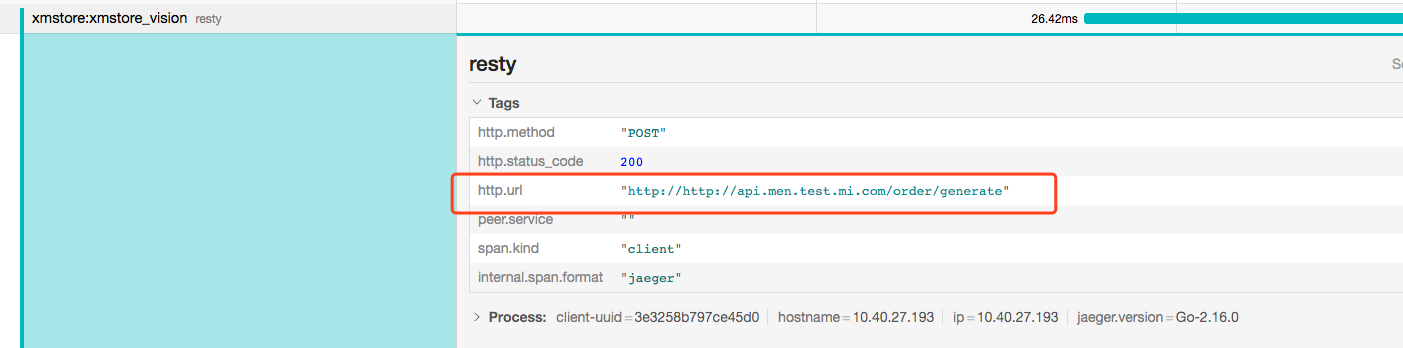 xmstore:xmstore_vision resty
26.42ms
resty
Tags
http.method "POST"
http.status_code 200
http.url "http://http://api.men.test.mi.com/order/generate"
peer.service ""
span.kind "client"
internal.span.format "jaeger"
Process: client-uuid = 3e3258b797ce45d0 hostname = 10.40.27.193 ip = 10.40.27.193 jaeger.version = Go-2.16.0